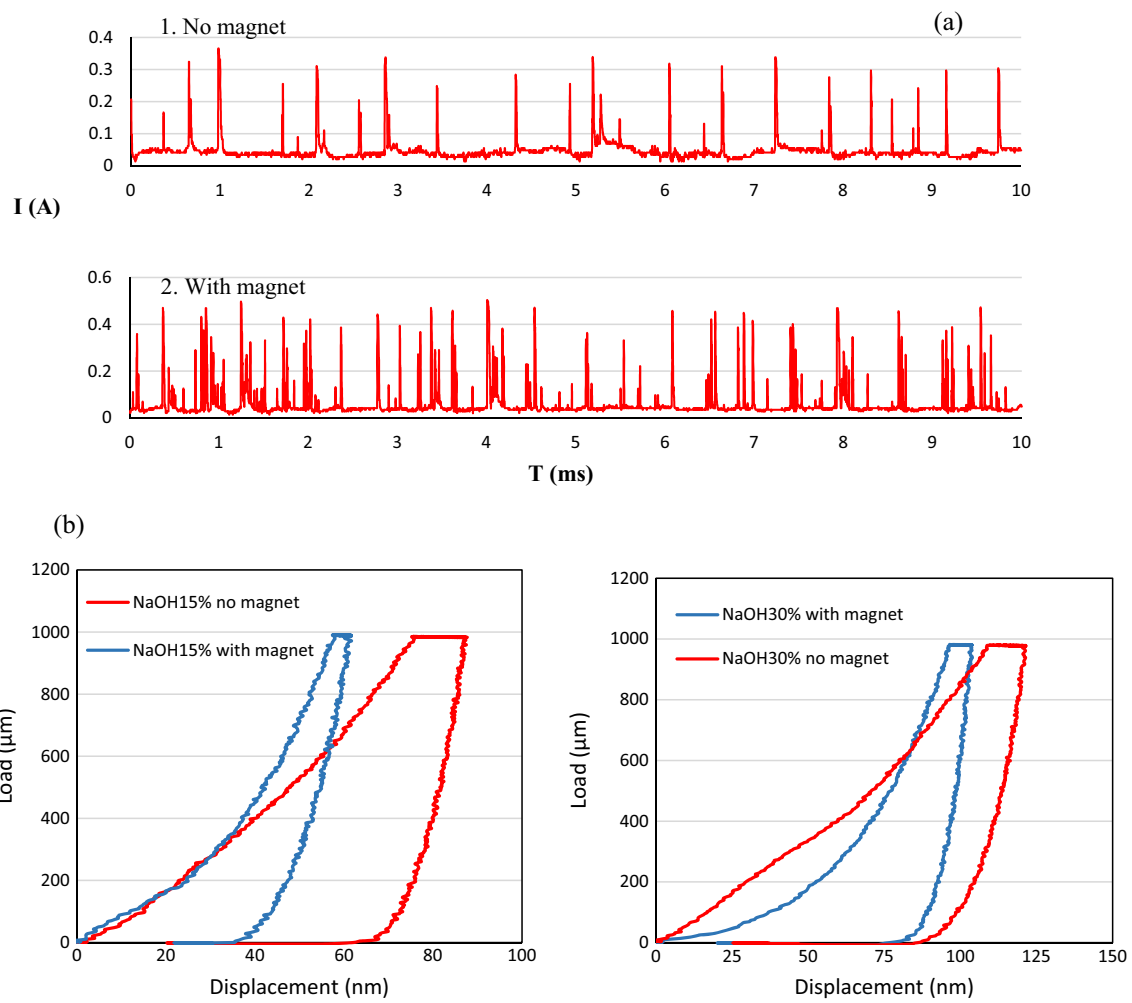 1. No magnet
(a)
0.4
0.3
0.2
0.1
0
0 1 2 3 4 5 6 7 8 9 10
I (A)
2. With magnet
0.6
0.4
0.2
0
0 1 2 3 4 5 6 7 8 9 10
T (ms)
(b)
1200
1000
800
600
400
200
0
0 20 40 60 80 100
Load (µm)
Displacement (nm)
NaOH15% no magnet
NaOH15% with magnet
1200
1000
800
600
400
200
0
0 25 50 75 100 125 150
Load (µm)
Displacement (nm)
NaOH30% with magnet
NaOH30% no magnet